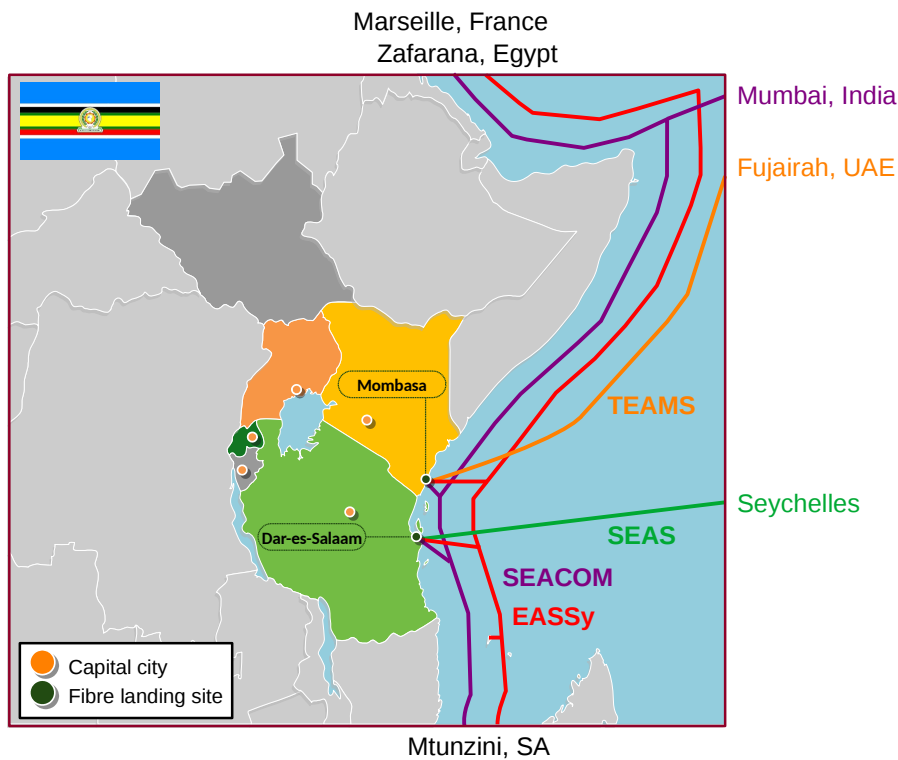 Marseille, France
Zafarana, Egypt
Mumbai, India
Fujairah, UAE
Mombasa
TEAMS
Seychelles
Dar-es-Salaam
SEAS
SEACOM
EASSy
Capital city
Fibre landing site
Mtunzini, SA